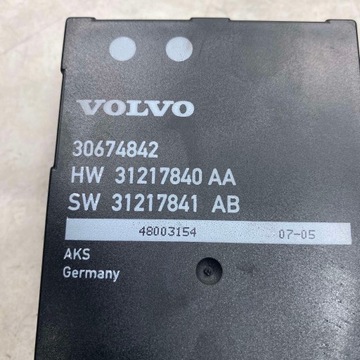 VOLVO
30674842
HW 31217840 AA
SW 31217841 AB
48003154 07-05
AKS
Germany